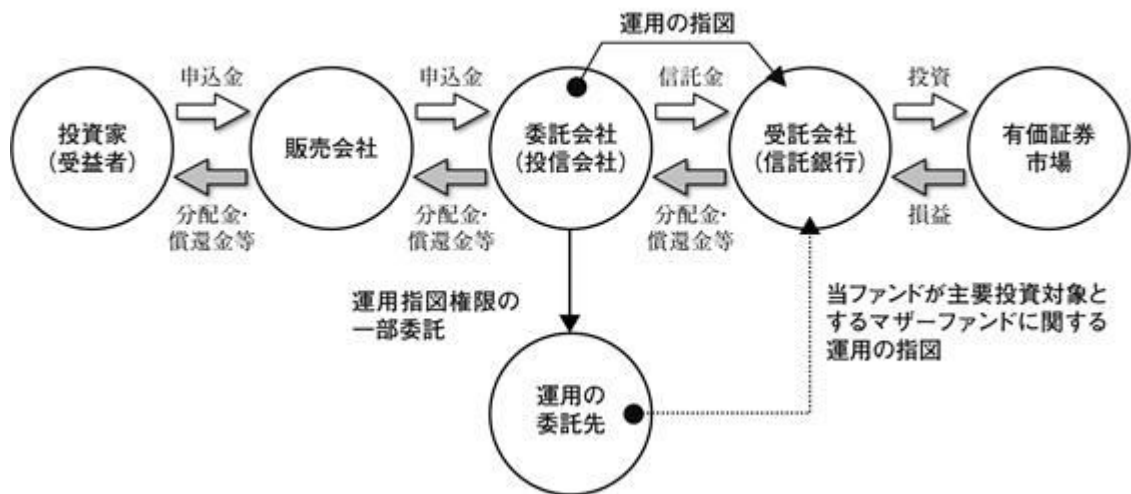 運用の指図
申込金
申込金
信託金
投資
投資家
（受益者）
販売会社
委託会社
（投信会社）
受託会社
（信託銀行）
有価証券
市場
分配金・
償還金等
分配金・
償還金等
分配金・
償還金等
損益
運用指図権限の
一部委託
当ファンドが主要投資対象と
するマザーファンドに関する
運用の指図
運用の
委託先